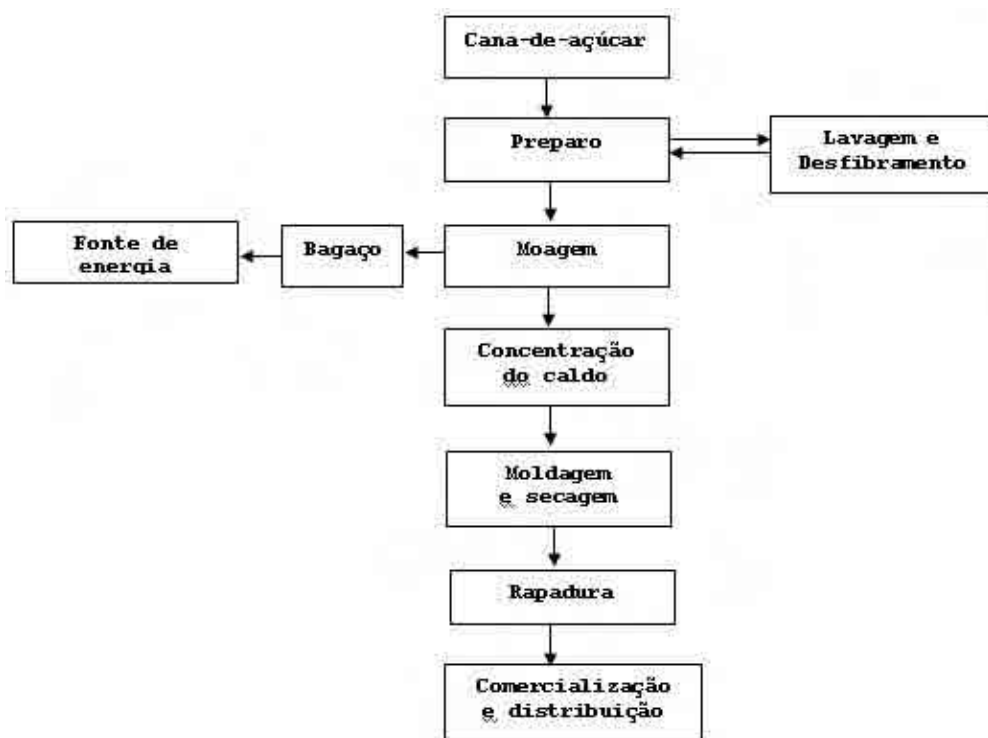 Cana-de-açúcar
Preparo
Lavagem e
Desfibramento
Fonte de
energia
Bagaço
Moagem
Concentração
do caldo
Moldagem
e secagem
Rapadura
Comercialização
e distribuição